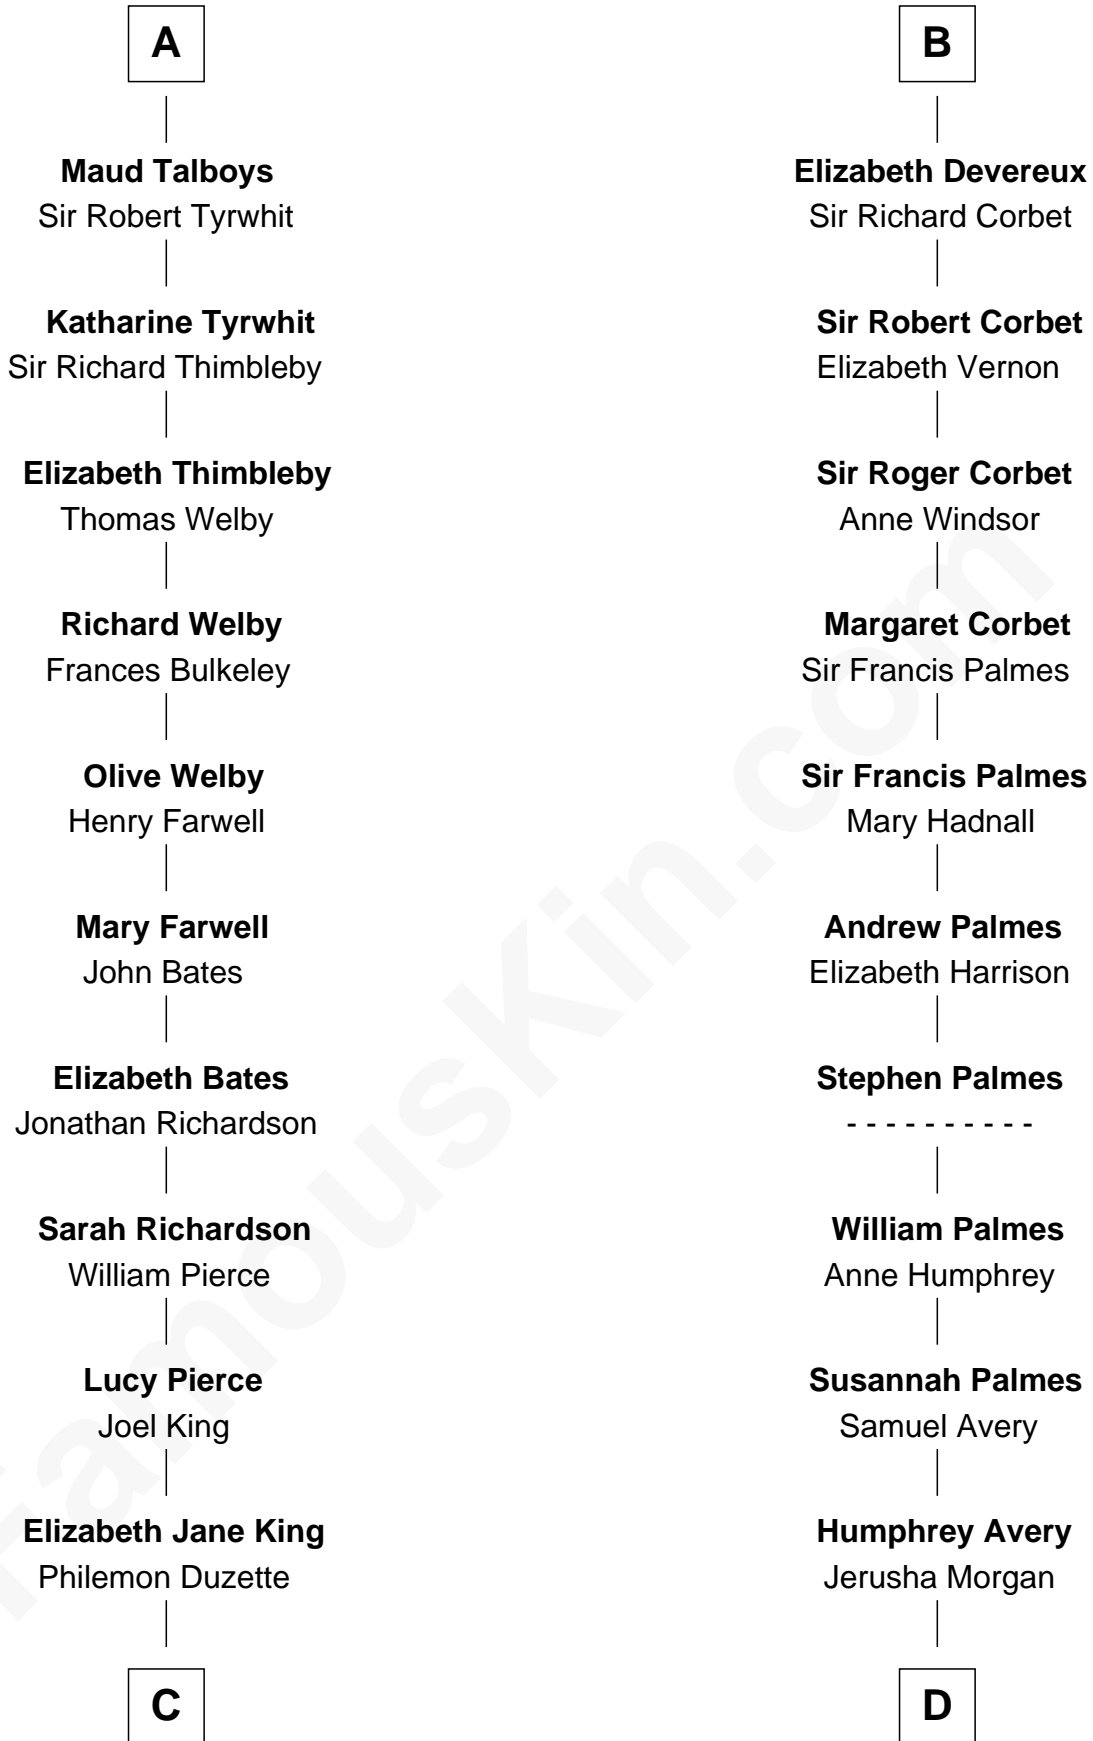 A
Maud Talboys
Sir Robert Tyrwhit
Katharine Tyrwhit
Sir Richard Thimbleby
Elizabeth Thimbleby
Thomas Welby
Richard Welby
Frances Bulkeley
Olive Welby
Henry Farwell
Mary Farwell
John Bates
Elizabeth Bates
Jonathan Richardson
Sarah Richardson
William Pierce
Lucy Pierce
Joel King
Elizabeth Jane King
Philemon Duzette
C
B
Elizabeth Devereux
Sir Richard Corbet
Sir Robert Corbet
Elizabeth Vernon
Sir Roger Corbet
Anne Windsor
Margaret Corbet
Sir Francis Palmes
Sir Francis Palmes
Mary Hadnall
Andrew Palmes
Elizabeth Harrison
Stephen Palmes
- - - - - - - - - -
William Palmes
Anne Humphrey
Susannah Palmes
Samuel Avery
Humphrey Avery
Jerusha Morgan
D
FamousKin.com